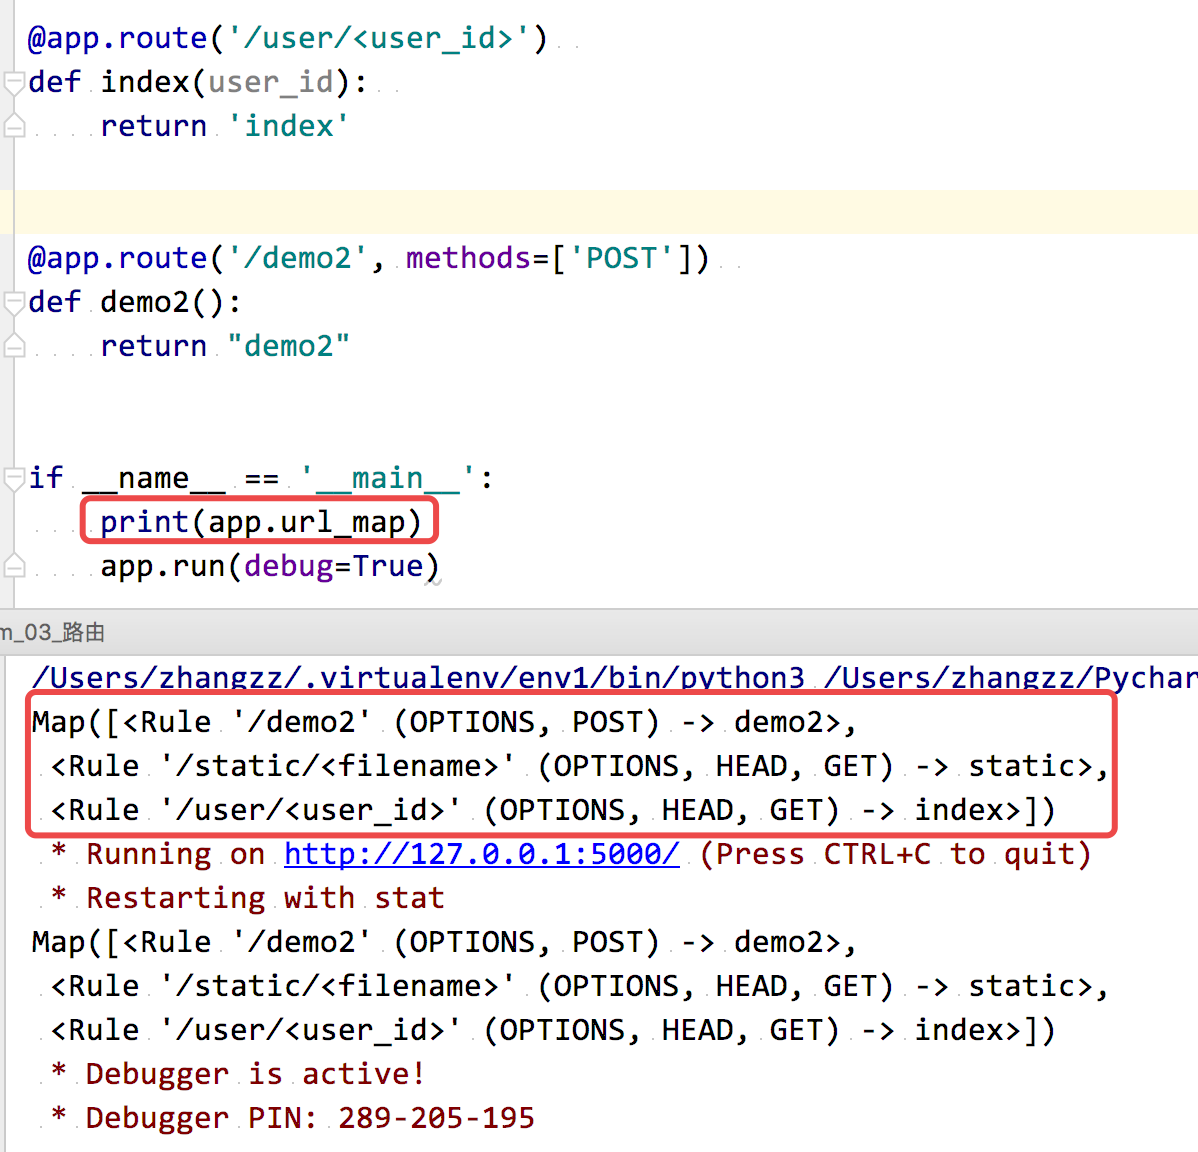 @app.route('/user/<user_id>')
def index(user_id):
    return 'index'
@app.route('/demo2', methods=['POST'])
def demo2():
    return "demo2"
if __name__ == '__main__':
    print(app.url_map)
    app.run(debug=True)
m_03_路由
/Users/zhangzz/.virtualenv/env1/bin/python3 /Users/zhangzz/Pychar
Map([<Rule '/demo2' (OPTIONS, POST) -> demo2>,
 <Rule '/static/<filename>' (OPTIONS, HEAD, GET) -> static>,
 <Rule '/user/<user_id>' (OPTIONS, HEAD, GET) -> index>])
 * Running on http://127.0.0.1:5000/ (Press CTRL+C to quit)
 * Restarting with stat
Map([<Rule '/demo2' (OPTIONS, POST) -> demo2>,
 <Rule '/static/<filename>' (OPTIONS, HEAD, GET) -> static>,
 <Rule '/user/<user_id>' (OPTIONS, HEAD, GET) -> index>])
 * Debugger is active!
 * Debugger PIN: 289-205-195